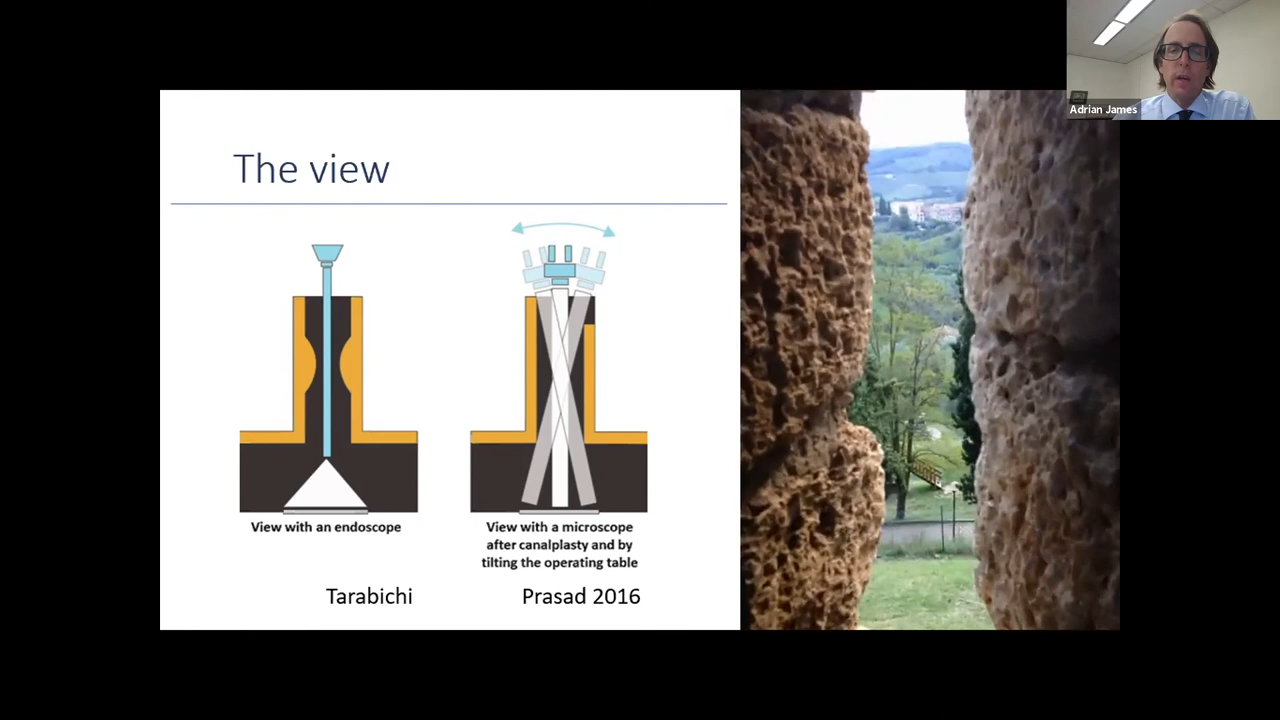 The view
View with an endoscope
View with a microscope
after canalplasty and by
tilting the operating table
Tarabichi
Prasad 2016
Adrian James